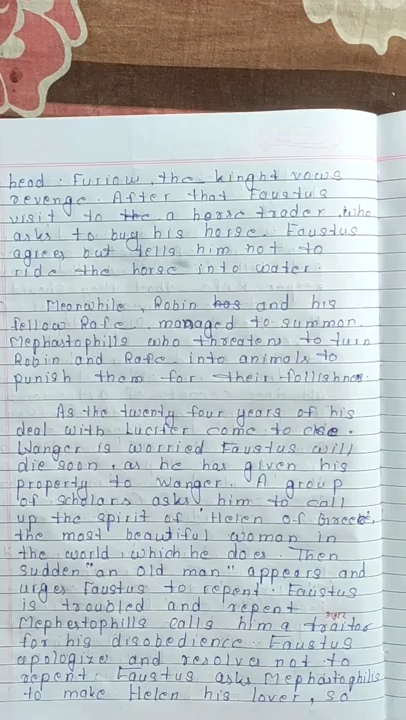 head. Furiow, the kinght vows
revenge. After that Faustus
visit to the a horse trader, who
asks to buy his horse. Faustus
agrees but tells him not to
ride the horse into water.
Meanwhile, Robin has and his
fellow Rafe, managed to summon
Mephastophills who threatens to turn
Robin and Rafe into animals to
punish them for their follishnes.
As the twenty four years of his
deal with Lucifer come to close.
Wanger is worried Faustus will
die soon, as he has given his
property to Wanger. A group
of scholars asks him to call
up the spirit of "Helen of Greece",
the most beautiful woman in
the world, which he does. Then
sudden "an old man" appears and
urges Faustus to repent. Faustus
is troubled and repent
Mephestophills calls him a traitor
for his disobedience. Faustus
apologize and resolve not to
repent. Faustus asks Mephastophilis
to make Helen his lover, so